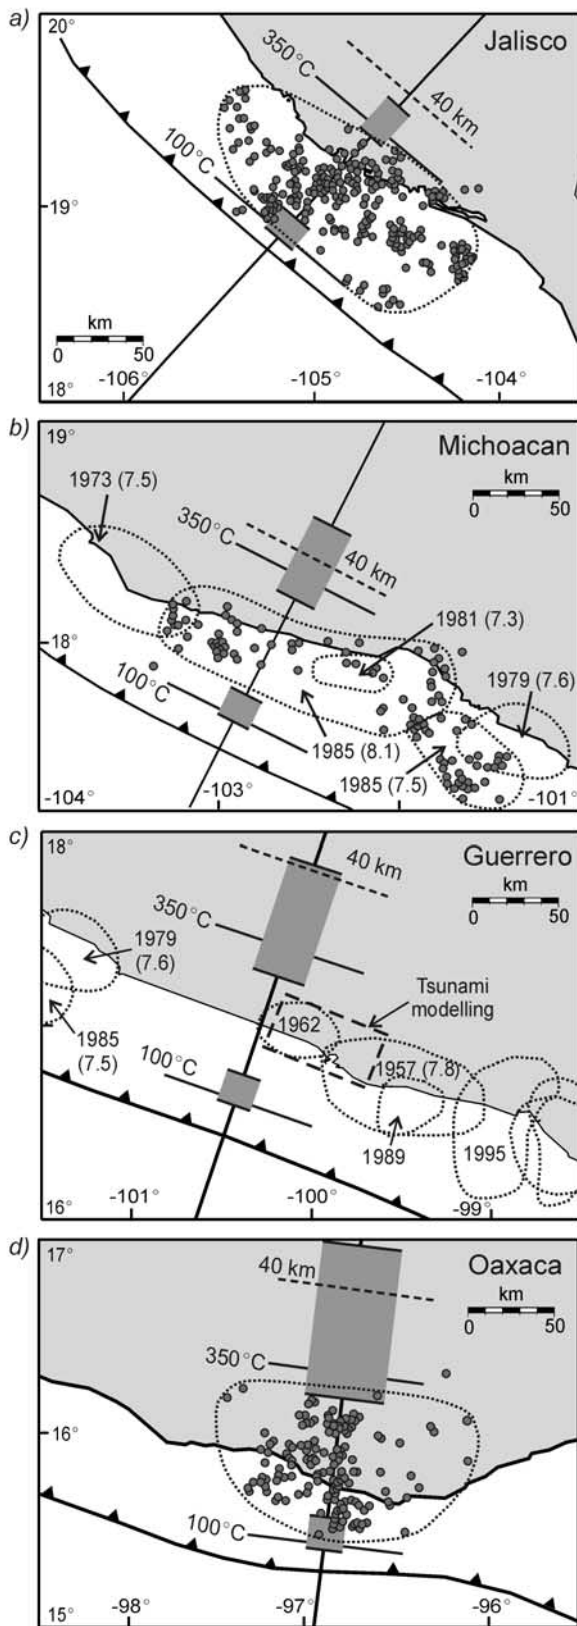 a)
20°
Jalisco
350°C
40 km
100°C
19°
km
0 50
-106° -105° -104°
18°
b)
19°
Michoacan
1973 (7.5)
km
0 50
350°C
40 km
1981 (7.3)
18°
100°C
1979 (7.6)
1985 (8.1)
1985 (7.5)
-104° -103° -101°
c)
18°
40 km
Guerrero
km
0 50
350°C
1979
(7.6)
Tsunami
modelling
1962
1985
(7.5)
100°C
1957 (7.8)
1989
1995
16°
-101° -100° -99°
d)
17°
40 km
Oaxaca
km
0 50
350°C
16°
100°C
15°
-98° -97° -96°